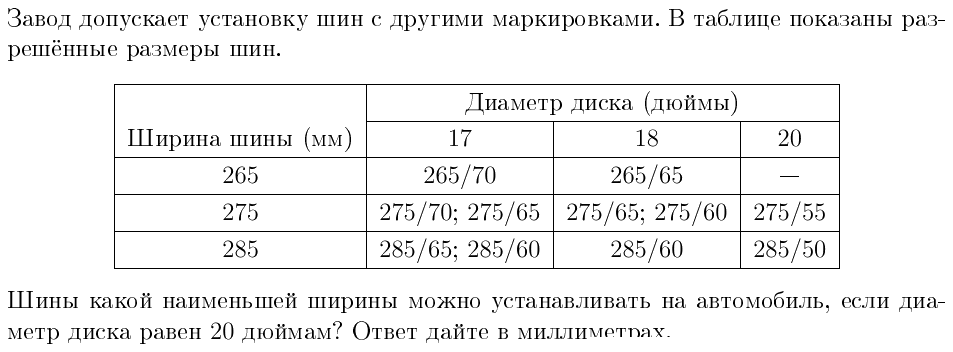 Завод допускает установку шин с другими маркировками. В таблице показаны раз-
решённые размеры шин.
Диаметр диска (дюймы)
Ширина шины (мм) 17 18 20
265 265/70 265/65 —
275 275/70; 275/65 275/65; 275/60 275/55
285 285/65; 285/60 285/60 285/50
Шины какой наименьшей ширины можно устанавливать на автомобиль, если диа-
метр диска равен 20 дюймам? Ответ дайте в миллиметрах.